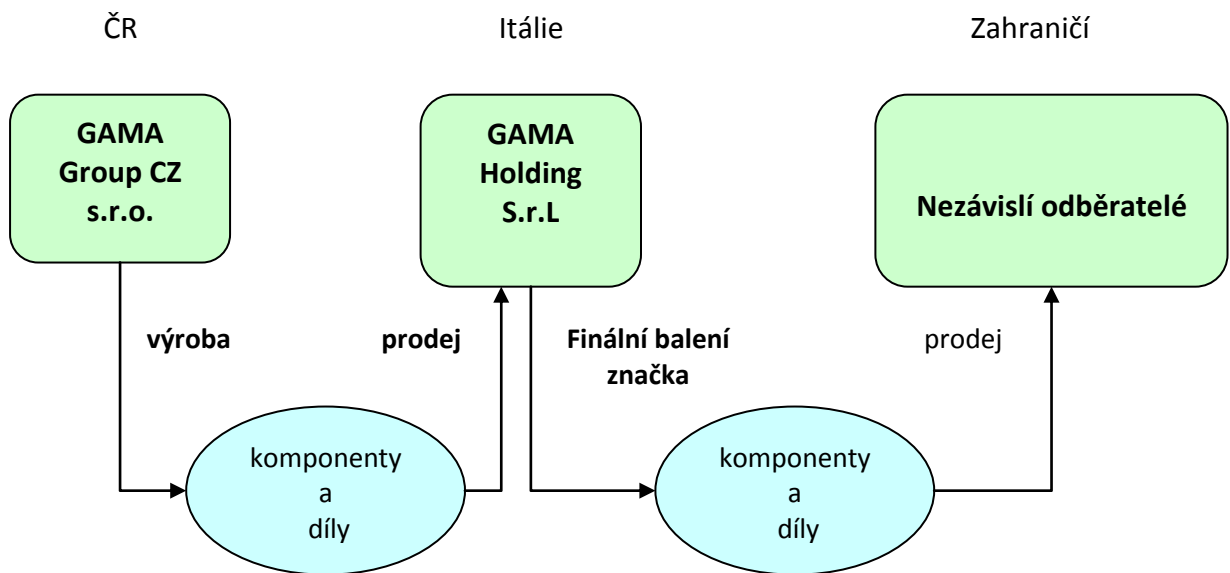 ČR
Itálie
Zahraničí
GAMA
Group CZ
s.r.o.
GAMA
Holding
S.r.L
Nezávislí odběratelé
výroba
prodej
Finální balení
značka
prodej
komponenty
a
díly
komponenty
a
díly